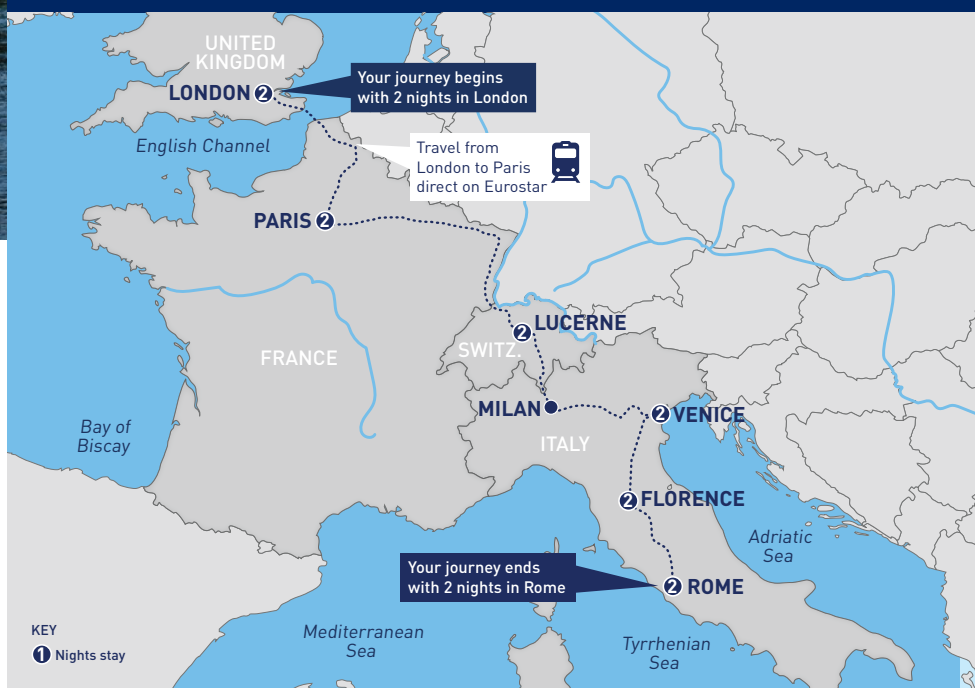 UNITED
KINGDOM
LONDON 2
Your journey begins
with 2 nights in London
English Channel
Travel from
London to Paris
direct on Eurostar
PARIS 2
2 LUCERNE
SWITZ.
FRANCE
MILAN
2 VENICE
ITALY
Bay of
Biscay
2 FLORENCE
Adriatic
Sea
Your journey ends
with 2 nights in Rome
2 ROME
Mediterranean
Sea
Tyrrhenian
Sea
KEY
1 Nights stay